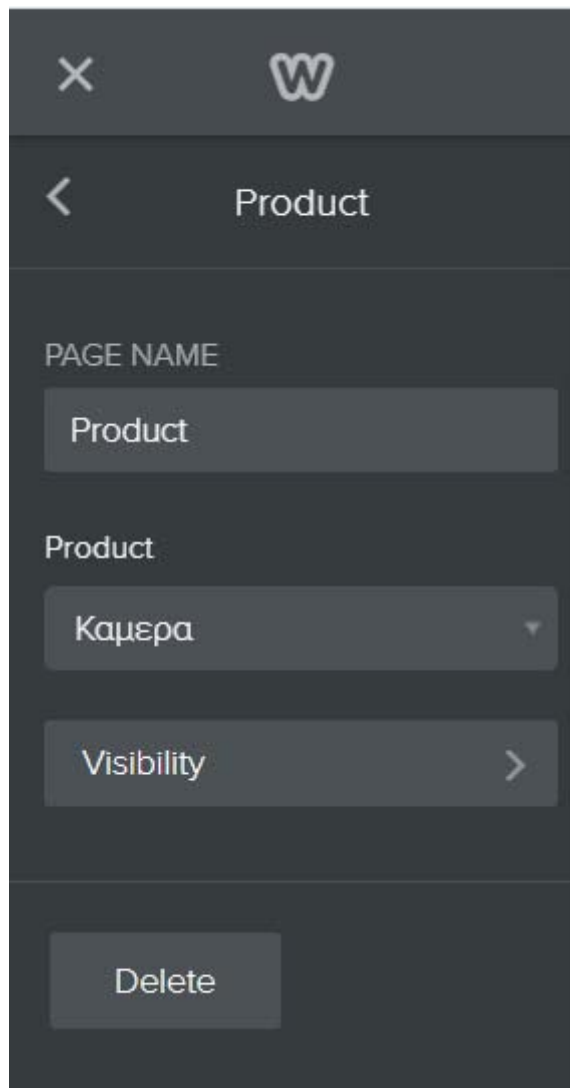 Product
PAGE NAME
Product
Product
Καμερα
Visibility
Delete